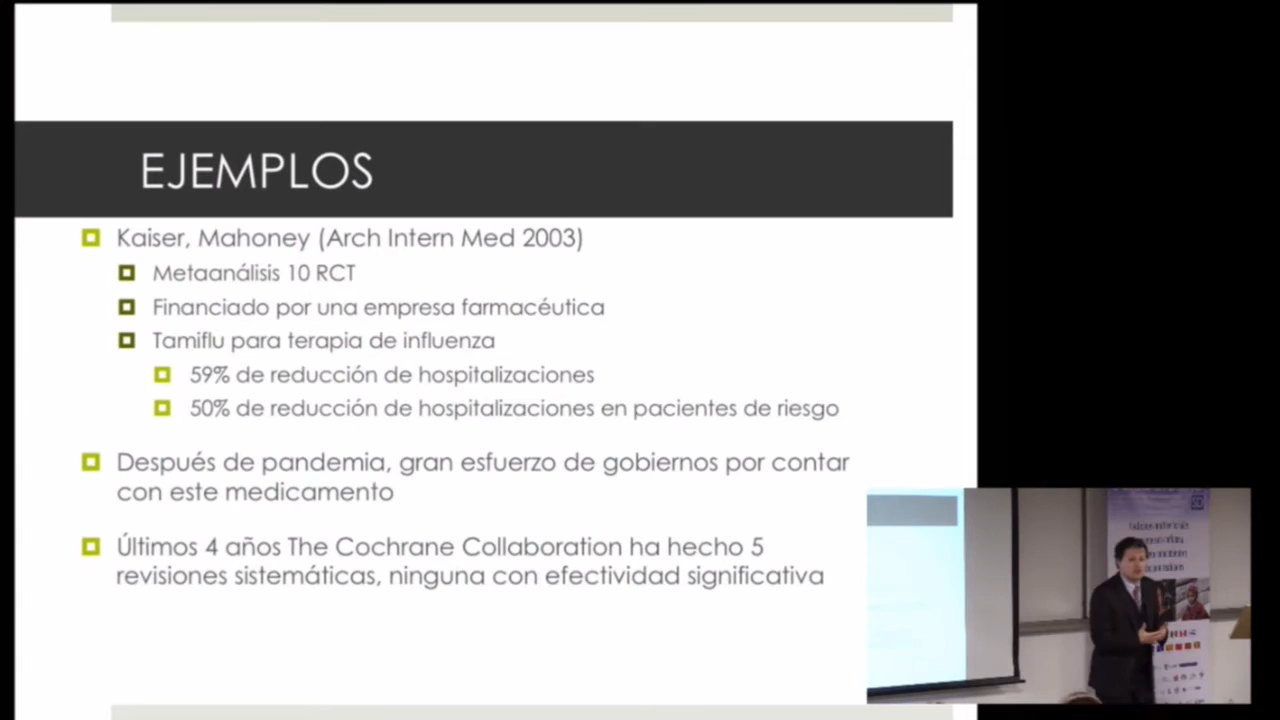 EJEMPLOS
Kaiser, Mahoney (Arch Intern Med 2003)
Metaanálisis 10 RCT
Financiado por una empresa farmacéutica
Tamiflu para terapia de influenza
59% de reducción de hospitalizaciones
50% de reducción de hospitalizaciones en pacientes de riesgo
Después de pandemia, gran esfuerzo de gobiernos por contar
con este medicamento
Últimos 4 años The Cochrane Collaboration ha hecho 5
revisiones sistemáticas, ninguna con efectividad significativa